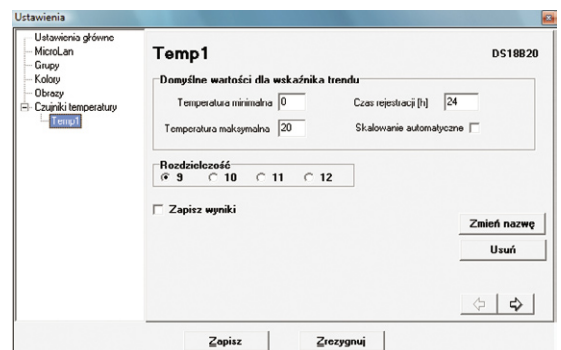 Ustawienia
Ustawienia główne
MicroLan
Grupy
Kolory
Obrazy
Czujniki temperatury
Temp1
Temp1 DS18B20
Domyślne wartości dla wskaźnika trendu
Temperatura minimalna 0 Czas rejestracji [h] 24
Temperatura maksymalna 20 Skalowanie automatyczne
Rozdzielczość
9 10 11 12
Zapisz wyniki
Zmień nazwę
Usuń
Zapisz Zrezygnuj